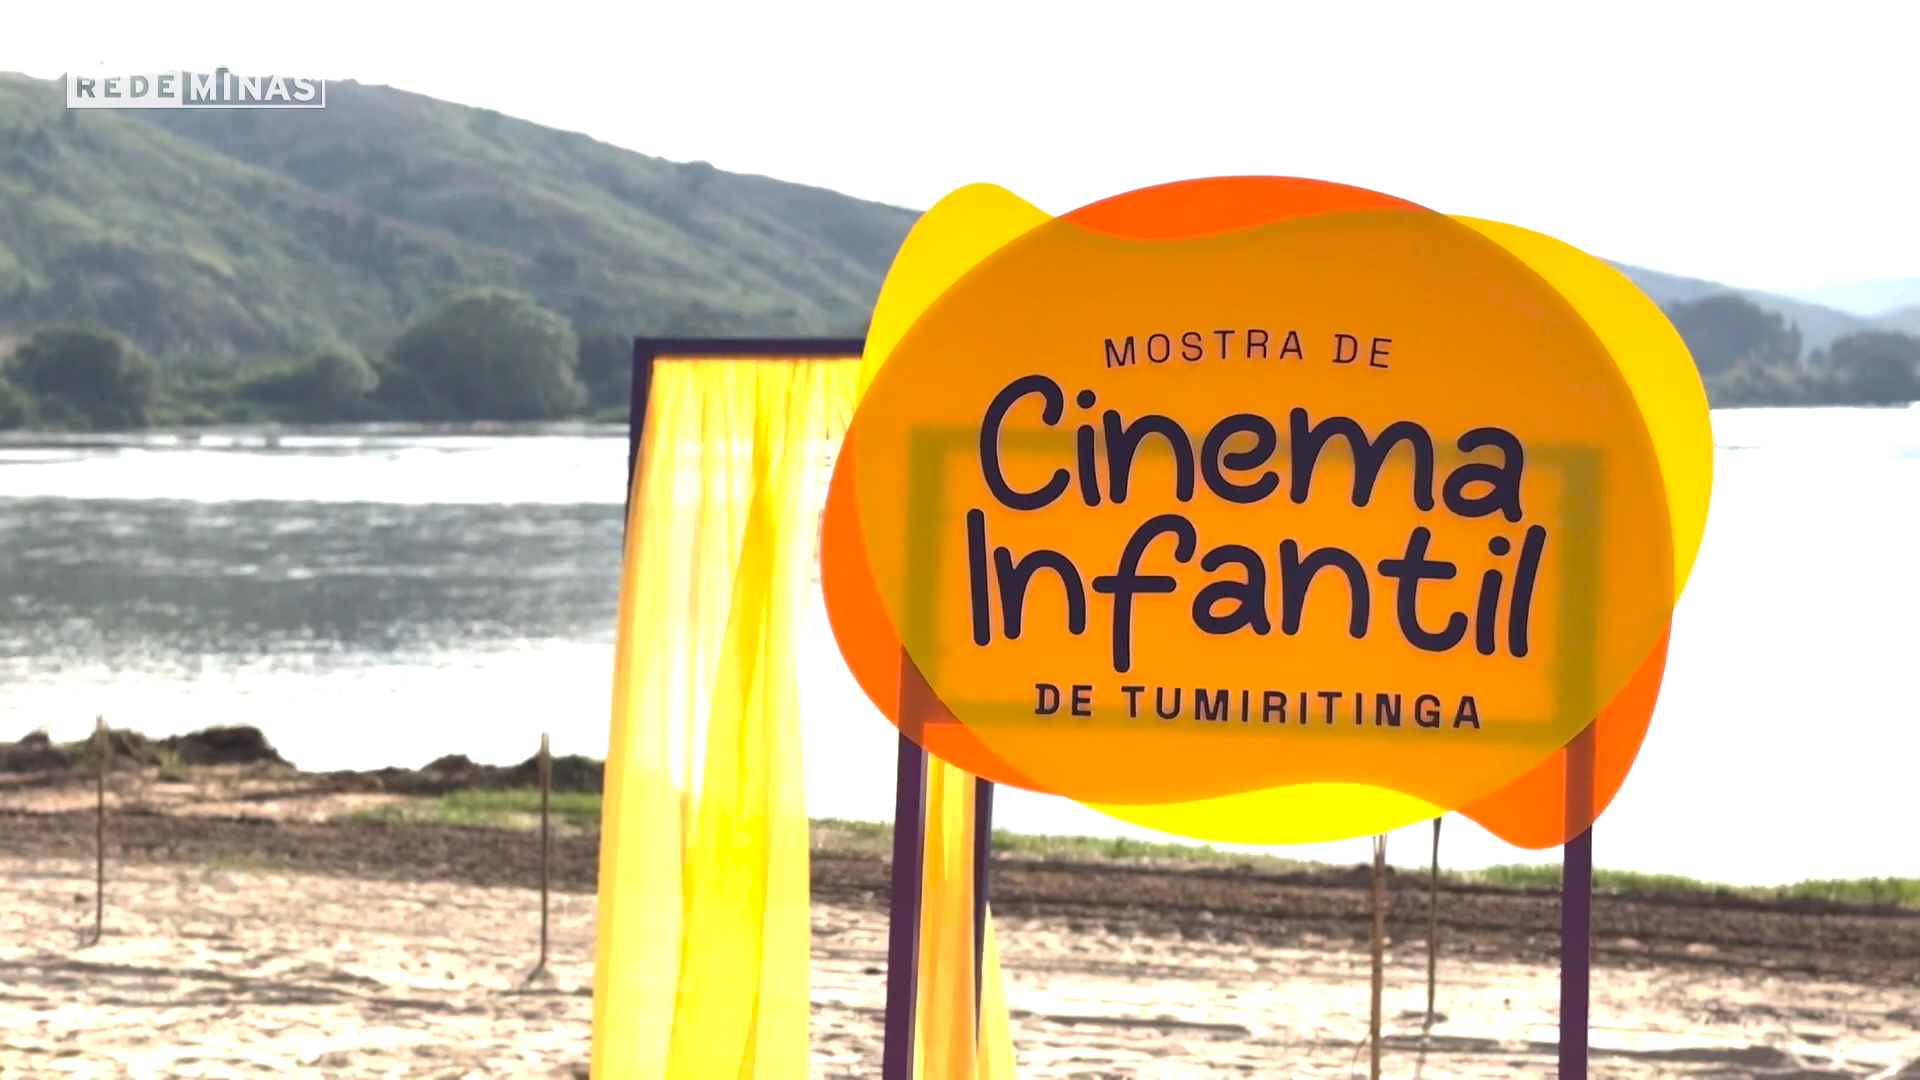 REDE MINAS
MOSTRA DE
Cinema
Infantil
DE TUMIRITINGA